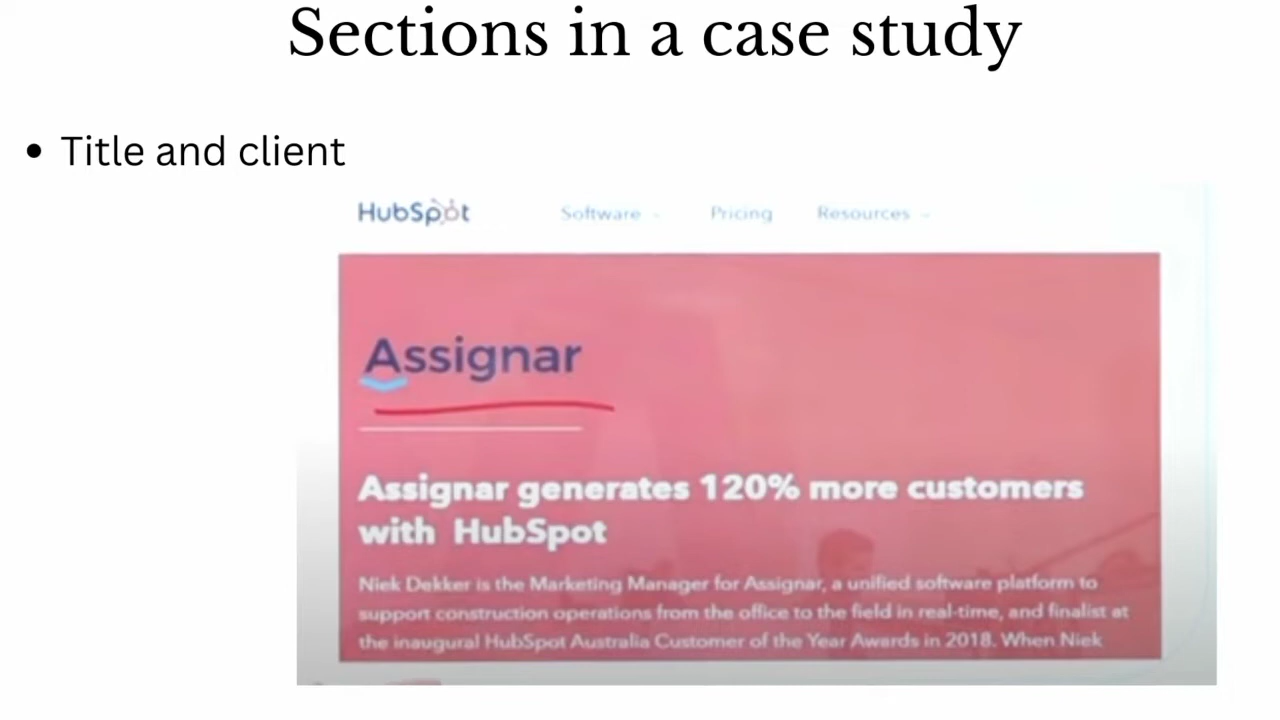 Sections in a case study
• Title and client
HubSpot Software Pricing Resources
Assignar
Assignar generates 120% more customers
with HubSpot
Niek Dekker is the Marketing Manager for Assignar, a unified software platform to
support construction operations from the office to the field in real-time, and finalist at
the inaugural HubSpot Australia Customer of the Year Awards in 2018. When Niek